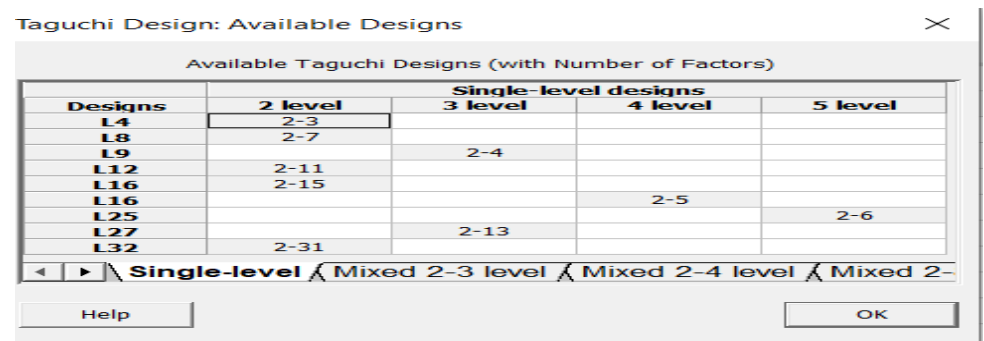 Taguchi Design: Available Designs
Available Taguchi Designs (with Number of Factors)
Single-level designs
Designs 2 level 3 level 4 level 5 level
L4 2-3
L8 2-7
L9 2-4
L12 2-11
L16 2-15
L16 2-5
L25 2-6
L27 2-13
L32 2-31
Single-level Mixed 2-3 level Mixed 2-4 level Mixed 2-
Help OK